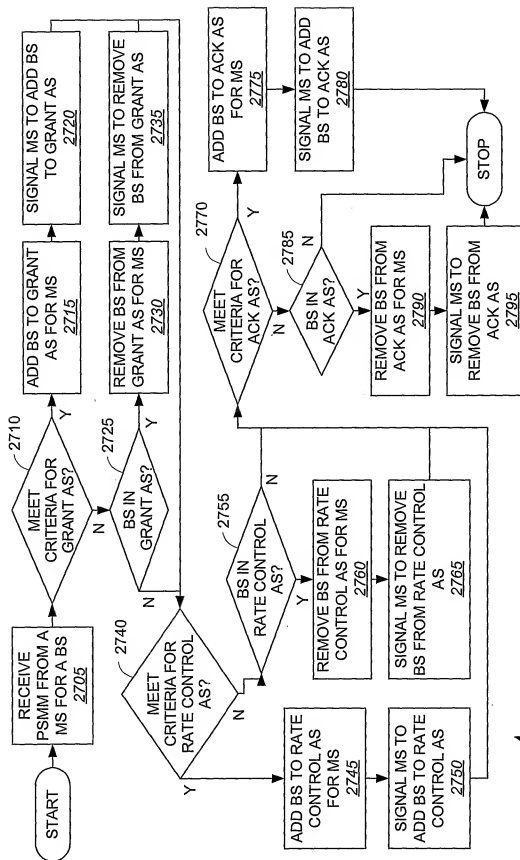 START
RECEIVE
PSMM FROM A
MS FOR A BS
2705
2710
MEET
CRITERIA FOR
GRANT AS?
Y
N
ADD BS TO GRANT
AS FOR MS
2715
SIGNAL MS TO ADD BS
TO GRANT AS
2720
2725
BS IN
GRANT AS?
Y
N
REMOVE BS FROM
GRANT AS FOR MS
2730
SIGNAL MS TO REMOVE
BS FROM GRANT AS
2735
2740
MEET
CRITERIA FOR
RATE CONTROL
AS?
Y
N
ADD BS TO RATE
CONTROL AS
FOR MS
2745
SIGNAL MS TO
ADD BS TO RATE
CONTROL AS
2750
2755
BS IN
RATE CONTROL
AS?
N
Y
REMOVE BS FROM RATE
CONTROL AS FOR MS
2760
SIGNAL MS TO REMOVE
BS FROM RATE CONTROL
AS
2765
2770
MEET
CRITERIA FOR
ACK AS?
Y
N
ADD BS TO ACK AS
FOR MS
2775
SIGNAL MS TO ADD
BS TO ACK AS
2780
2785
BS IN
ACK AS?
N
Y
REMOVE BS FROM
ACK AS FOR MS
2790
SIGNAL MS TO
REMOVE BS FROM
ACK AS
2795
STOP